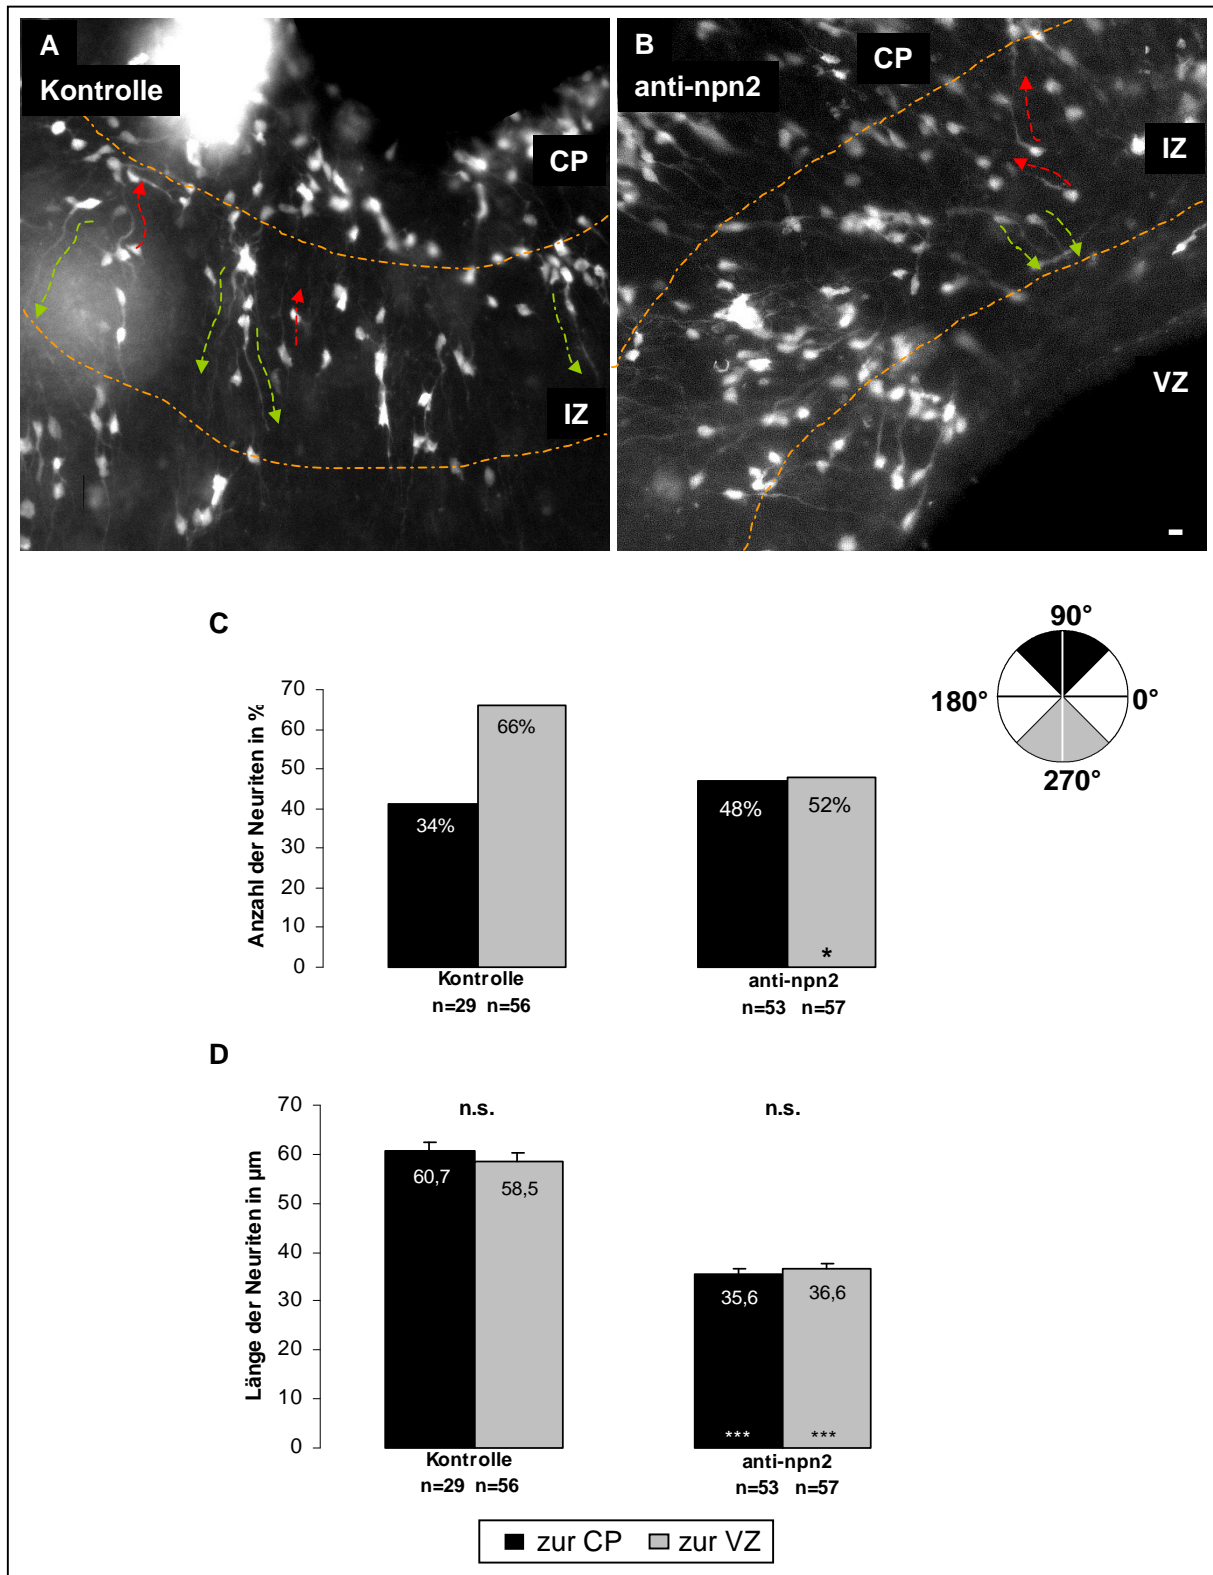 A
Kontrolle
CP
IZ
B
anti-npn2
CP
IZ
VZ
C
Anzahl der Neuriten in %
70
60
50
40
30
20
10
0
34%
66%
48%
52%
*
Kontrolle
n=29 n=56
anti-npn2
n=53 n=57
90°
180°
0°
270°
D
Länge der Neuriten in µm
70
60
50
40
30
20
10
0
n.s.
n.s.
60,7
58,5
35,6
36,6
***
***
Kontrolle
n=29 n=56
anti-npn2
n=53 n=57
zur CP zur VZ